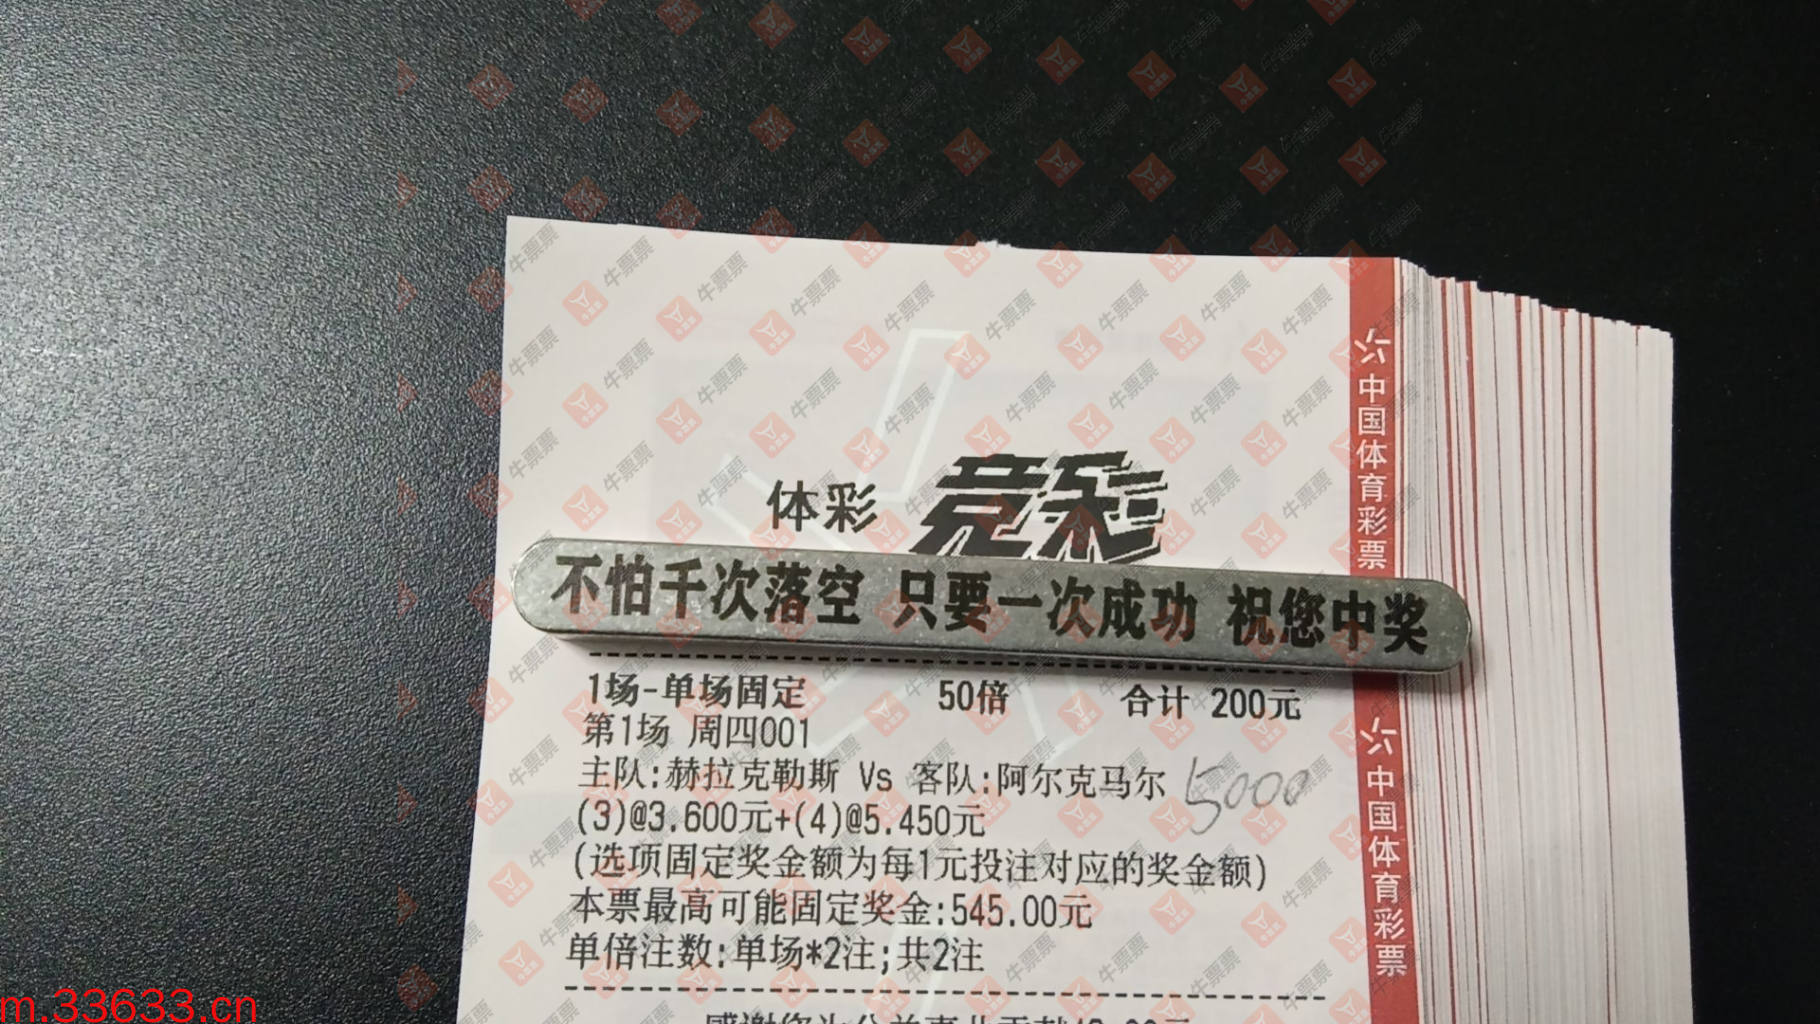 体彩 竞彩
不怕千次落空 只要一次成功 祝您中奖
1场-单场固定 50倍 合计 200元
第1场 周四001
主队:赫拉克勒斯 Vs 客队:阿尔克马尔
5000
(3)@3.600元+(4)@5.450元
(选项固定奖金额为每1元投注对应的奖金额)
本票最高可能固定奖金:545.00元
单倍注数:单场*2注;共2注
中国体育彩票
中国体育彩票
牛票票
m.33633.cn